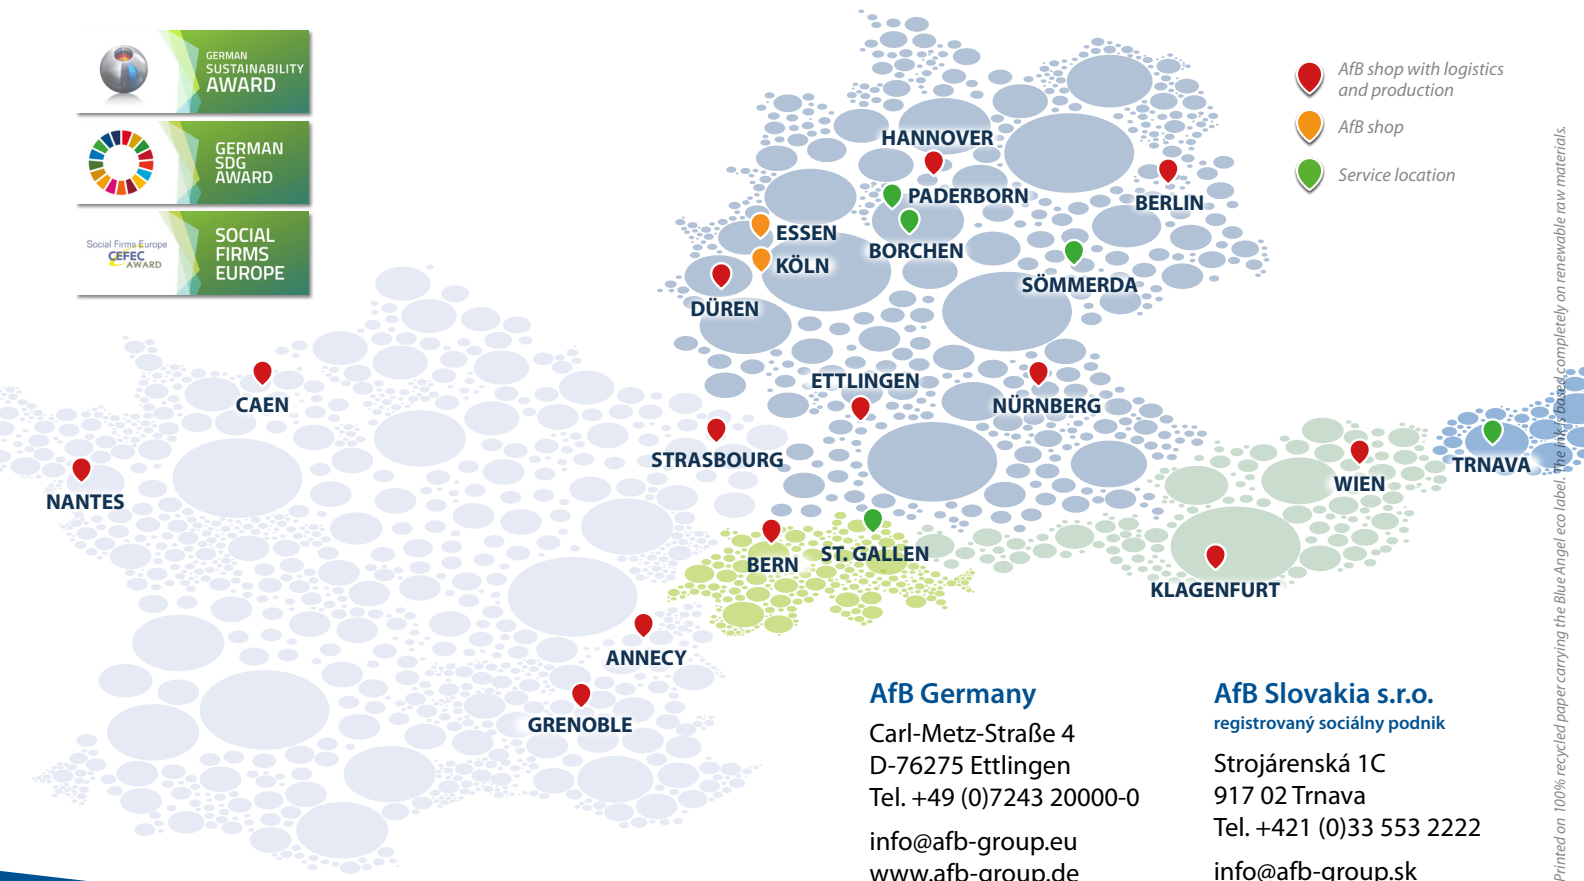 GERMAN
SUSTAINABILITY
AWARD
GERMAN
SDG
AWARD
Social Firms Europe
CEFEC
AWARD
SOCIAL
FIRMS
EUROPE
AfB shop with logistics
and production
AfB shop
Service location
HANNOVER
PADERBORN
BERLIN
ESSEN
BORCHEN
KÖLN
SÖMMERDA
DÜREN
ETTLINGEN
CAEN
NÜRNBERG
STRASBOURG
TRNAVA
WIEN
NANTES
ST. GALLEN
BERN
KLAGENFURT
ANNECY
GRENOBLE
AfB Germany
Carl-Metz-Straße 4
D-76275 Ettlingen
Tel. +49 (0)7243 20000-0
info@afb-group.eu
www.afb-group.de
AfB Slovakia s.r.o.
registrovaný sociálny podnik
Strojárenská 1C
917 02 Trnava
Tel. +421 (0)33 553 2222
info@afb-group.sk
Printed on 100% recycled paper carrying the Blue Angel eco label. The ink is based completely on renewable raw materials.